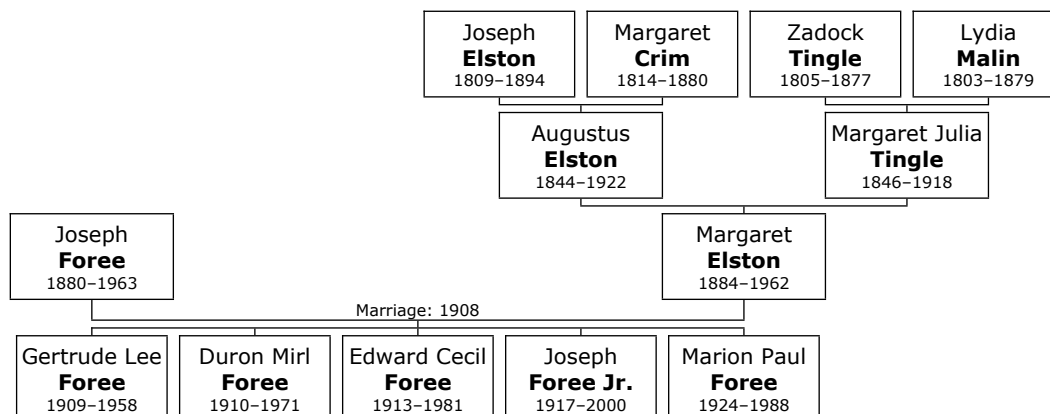 Joseph
Elston
1809–1894
Margaret
Crim
1814–1880
Zadock
Tingle
1805–1877
Lydia
Malin
1803–1879
Augustus
Elston
1844–1922
Margaret Julia
Tingle
1846–1918
Joseph
Foree
1880–1963
Margaret
Elston
1884–1962
Marriage: 1908
Gertrude Lee
Foree
1909–1958
Duron Mirl
Foree
1910–1971
Edward Cecil
Foree
1913–1981
Joseph
Foree Jr.
1917–2000
Marion Paul
Foree
1924–1988